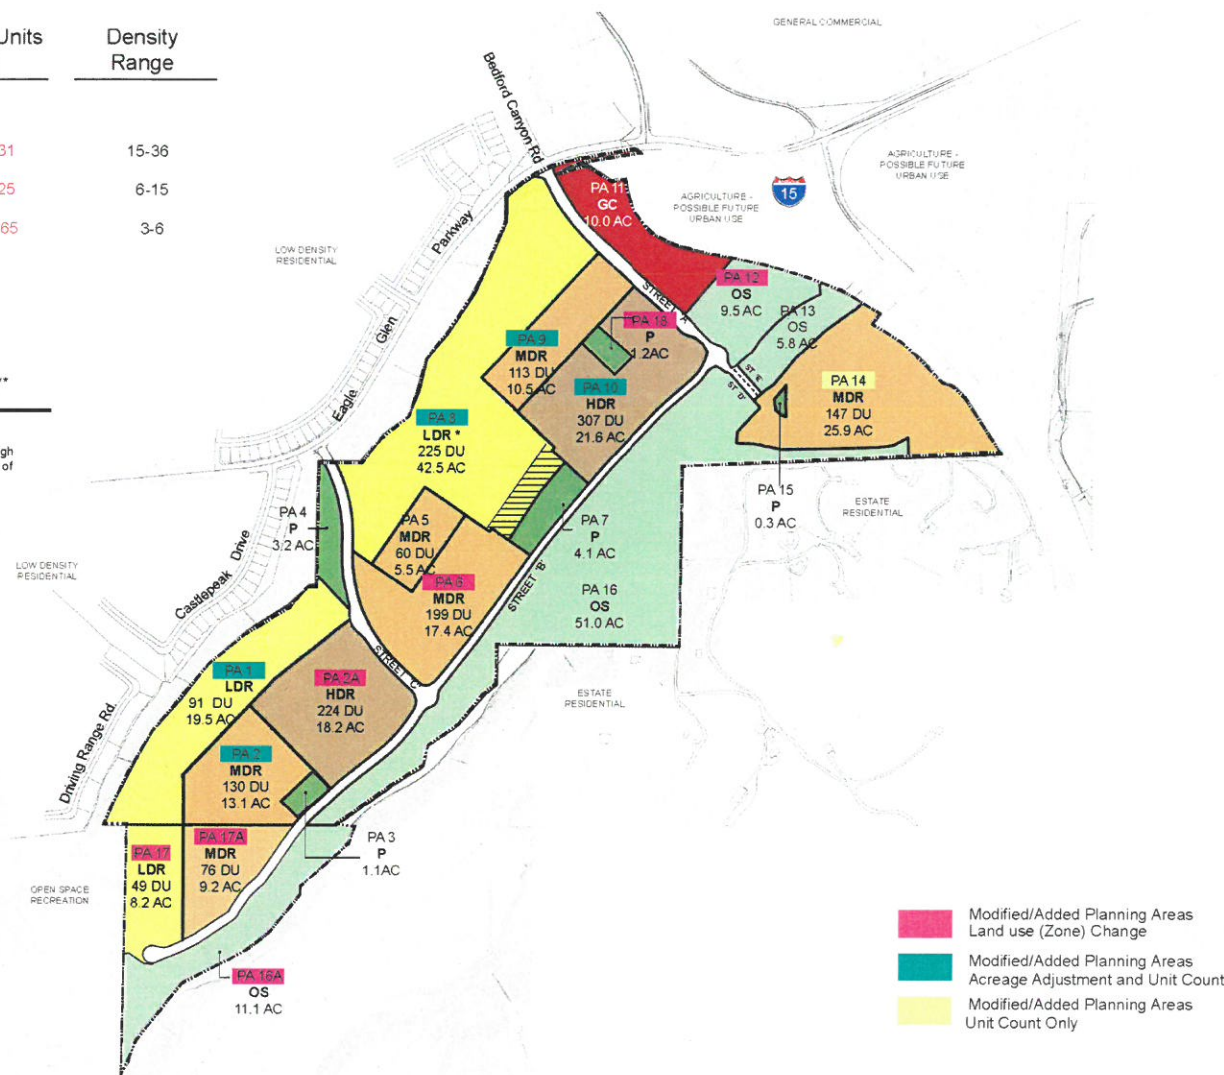 Units
Density
Range
31
15-36
25
6-15
65
3-6
**
gh
of
GENERAL COMMERCIAL
Bedford Canyon Rd.
AGRICULTURE -
POSSIBLE FUTURE
URBAN USE
AGRICULTURE -
POSSIBLE FUTURE
URBAN USE
15
LOW DENSITY
RESIDENTIAL
Eagle Glen Parkway
PA 11
GC
10.0 AC
STREET 'A'
PA 12
OS
9.5 AC
PA 13
OS
5.8 AC
PA 18
P
1.2AC
PA 9
MDR
113 DU
10.5 AC
PA 10
HDR
307 DU
21.6 AC
ST 'E'
ST 'D'
PA 14
MDR
147 DU
25.9 AC
LDR *
225 DU
42.5 AC
PA 15
P
0.3 AC
ESTATE
RESIDENTIAL
PA 4
P
3.2 AC
PA 5
MDR
60 DU
5.5 AC
PA 7
P
4.1 AC
LOW DENSITY
RESIDENTIAL
Castlepeak Drive
PA 6
MDR
199 DU
17.4 AC
STREET 'B'
PA 16
OS
51.0 AC
STREET 'C'
PA 1
LDR
91 DU
19.5 AC
PA 2A
HDR
224 DU
18.2 AC
ESTATE
RESIDENTIAL
Driving Range Rd.
PA 2
MDR
130 DU
13.1 AC
PA 3
P
1.1AC
PA 17
LDR
49 DU
8.2 AC
PA 17A
MDR
76 DU
9.2 AC
OPEN SPACE
RECREATION
PA 16A
OS
11.1 AC
Modified/Added Planning Areas
Land use (Zone) Change
Modified/Added Planning Areas
Acreage Adjustment and Unit Count
Modified/Added Planning Areas
Unit Count Only